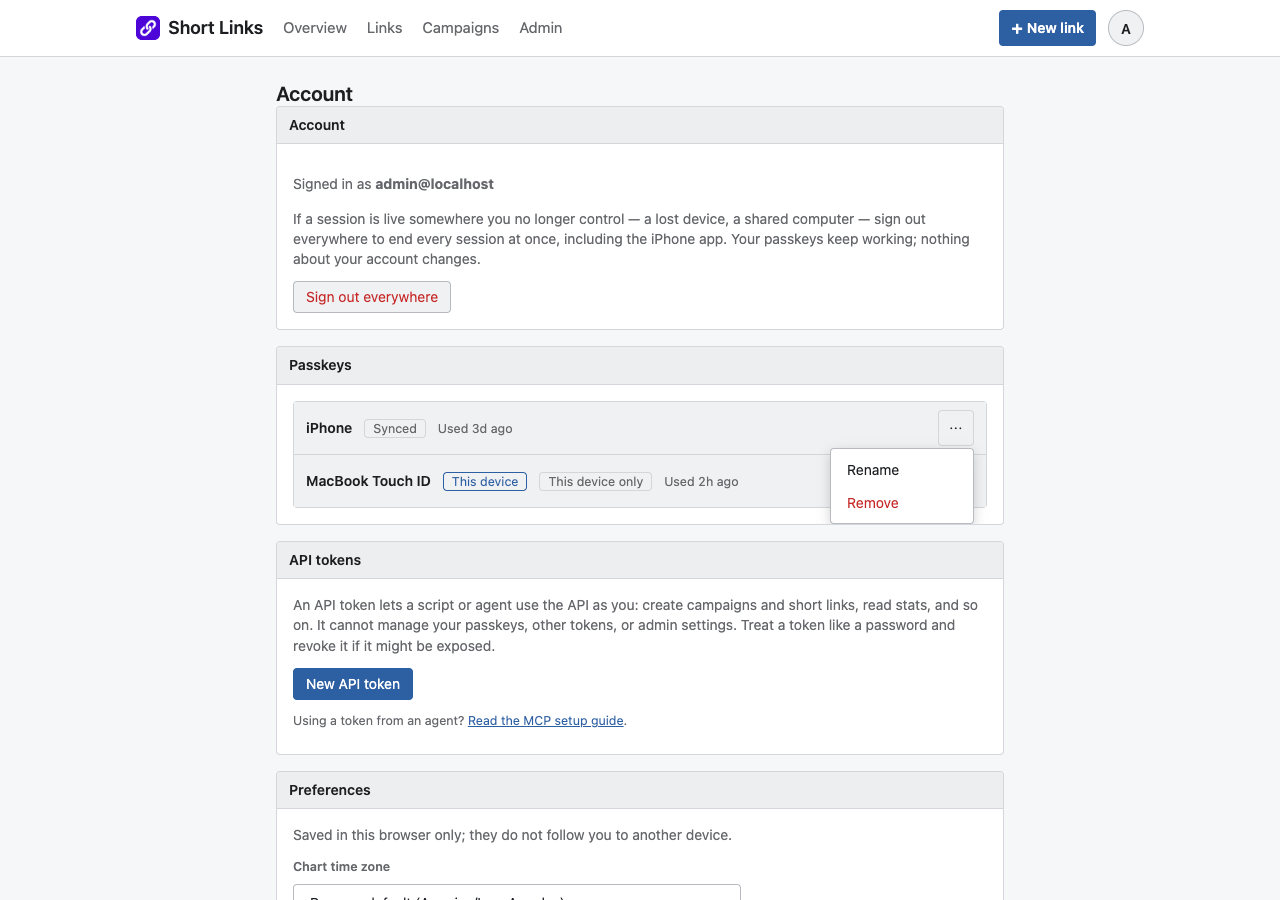 Short Links Overview Links Campaigns Admin + New link A
Account
Account
Signed in as admin@localhost
If a session is live somewhere you no longer control — a lost device, a shared computer — sign out
everywhere to end every session at once, including the iPhone app. Your passkeys keep working; nothing
about your account changes.
Sign out everywhere
Passkeys
iPhone Synced Used 3d ago ...
MacBook Touch ID This device This device only Used 2h ago
Rename
Remove
API tokens
An API token lets a script or agent use the API as you: create campaigns and short links, read stats, and so
on. It cannot manage your passkeys, other tokens, or admin settings. Treat a token like a password and
revoke it if it might be exposed.
New API token
Using a token from an agent? Read the MCP setup guide.
Preferences
Saved in this browser only; they do not follow you to another device.
Chart time zone